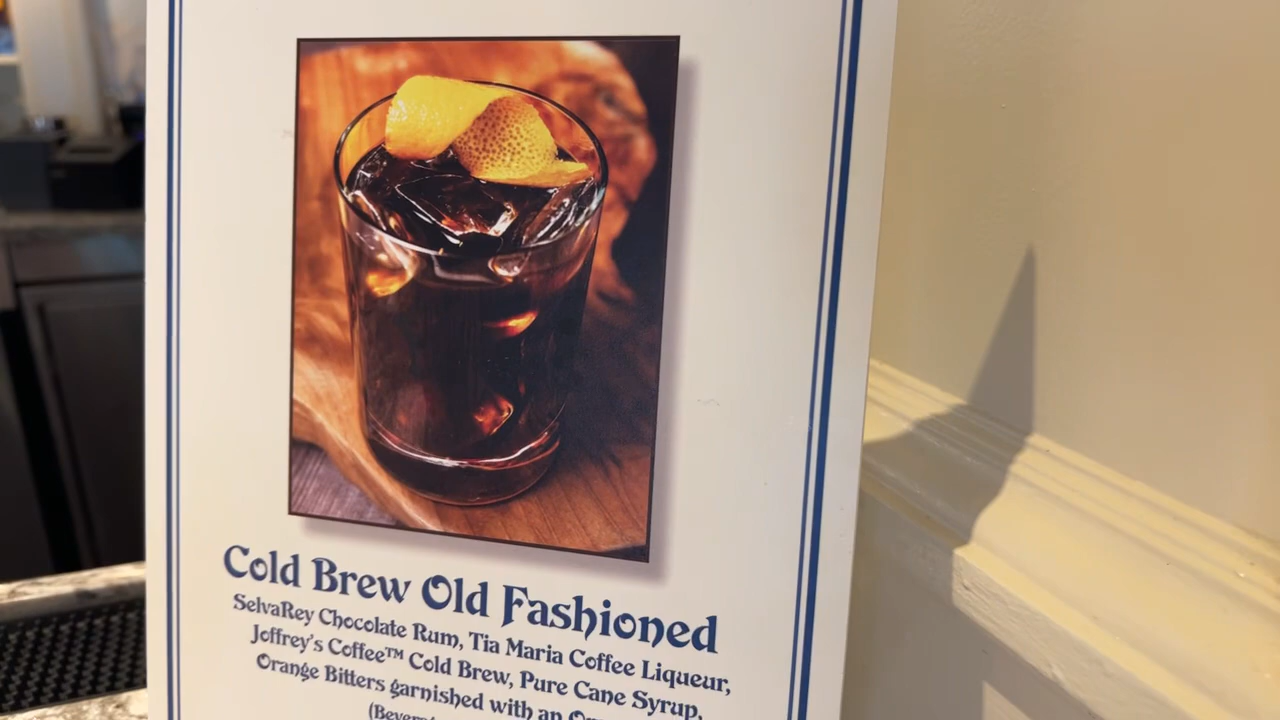 Cold Brew Old Fashioned
SelvaRey Chocolate Rum, Tia Maria Coffee Liqueur,
Joffrey's Coffee™ Cold Brew, Pure Cane Syrup,
Orange Bitters garnished with an